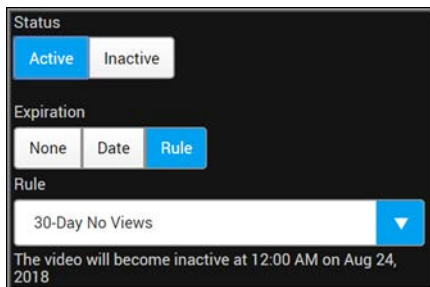 Status
Active Inactive
Expiration
None Date Rule
Rule
30-Day No Views
The video will become inactive at 12:00 AM on Aug 24,
2018